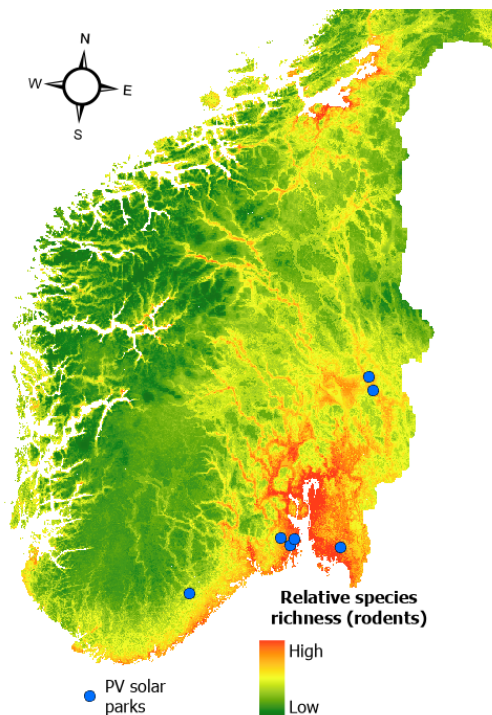 N
W
E
S
Relative species
richness (rodents)
High
Low
PV solar
parks